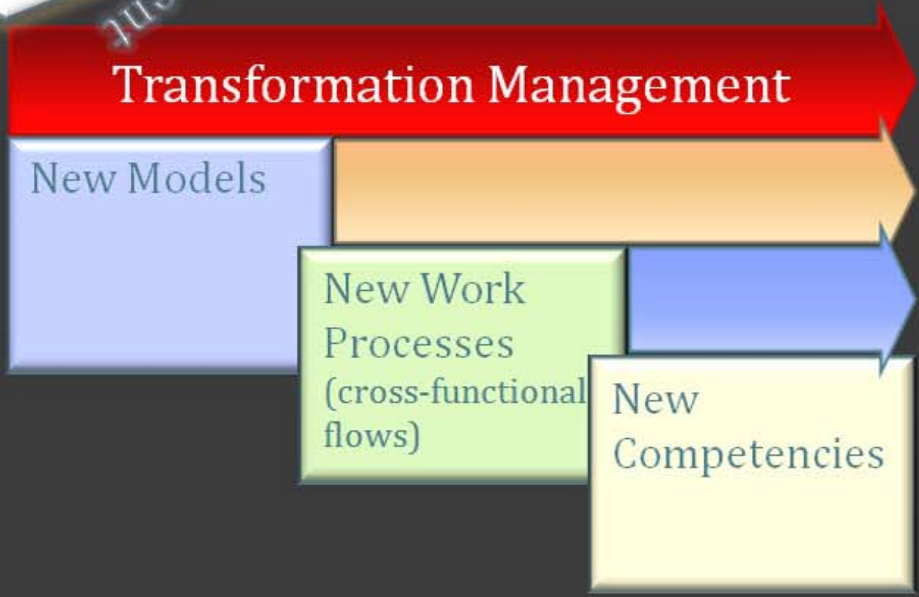 Transformation Management
New Models
New Work
Processes
(cross-functional
flows)
New
Competencies